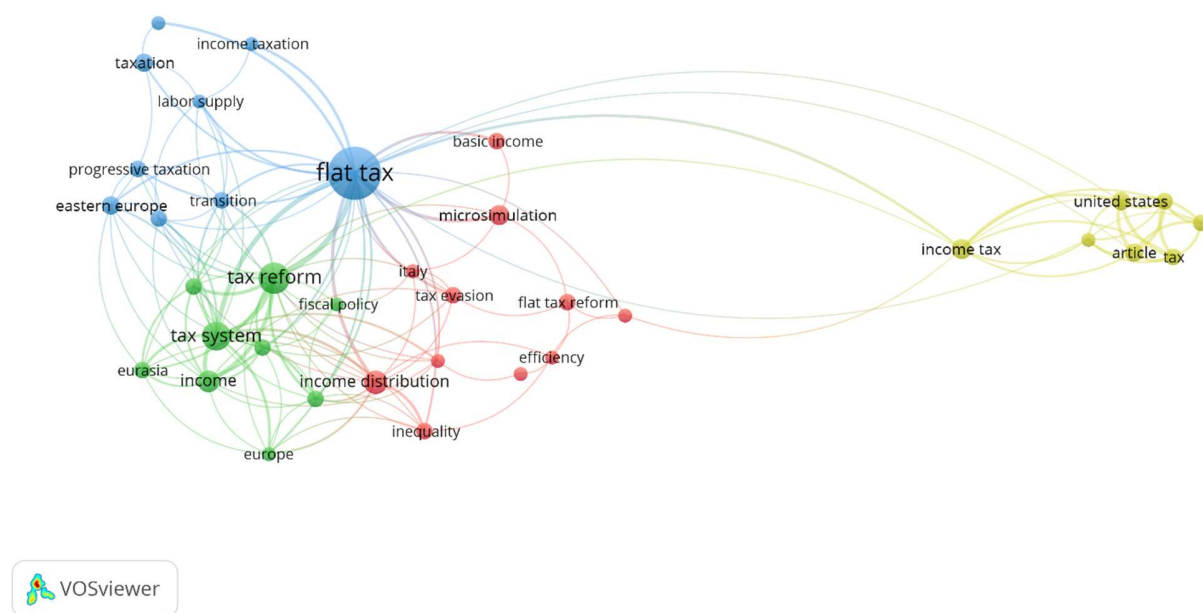 income taxation
taxation
labor supply
basic income
progressive taxation
flat tax
transition
eastern europe
microsimulation
united states
income tax
article
tax
italy
tax reform
tax evasion
fiscal policy
flat tax reform
tax system
efficiency
eurasia
income
income distribution
inequality
europe
VOSviewer